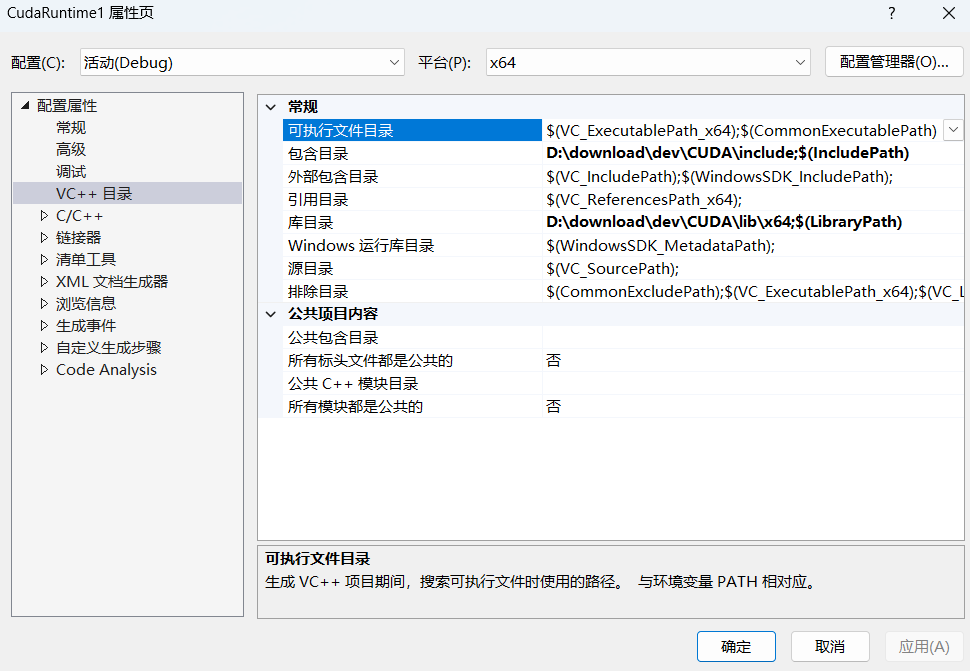 CudaRuntime1 属性页 ?
配置(C): 活动(Debug) 平台(P): x64 配置管理器(O)...
配置属性
常规
高级
调试
VC++ 目录
C/C++
链接器
清单工具
XML 文档生成器
浏览信息
生成事件
自定义生成步骤
Code Analysis
常规
可执行文件目录 $(VC_ExecutablePath_x64);$(CommonExecutablePath)
包含目录 D:\download\dev\CUDA\include;$(IncludePath)
外部包含目录 $(VC_IncludePath);$(WindowsSDK_IncludePath);
引用目录 $(VC_ReferencesPath_x64);
库目录 D:\download\dev\CUDA\lib\x64;$(LibraryPath)
Windows 运行库目录 $(WindowsSDK_MetadataPath);
源目录 $(VC_SourcePath);
排除目录 $(CommonExcludePath);$(VC_ExecutablePath_x64);$(VC_L
公共项目内容
公共包含目录
所有标头文件都是公共的 否
公共 C++ 模块目录
所有模块都是公共的 否
可执行文件目录
生成 VC++ 项目期间，搜索可执行文件时使用的路径。 与环境变量 PATH 相对应。
确定 取消 应用(A)